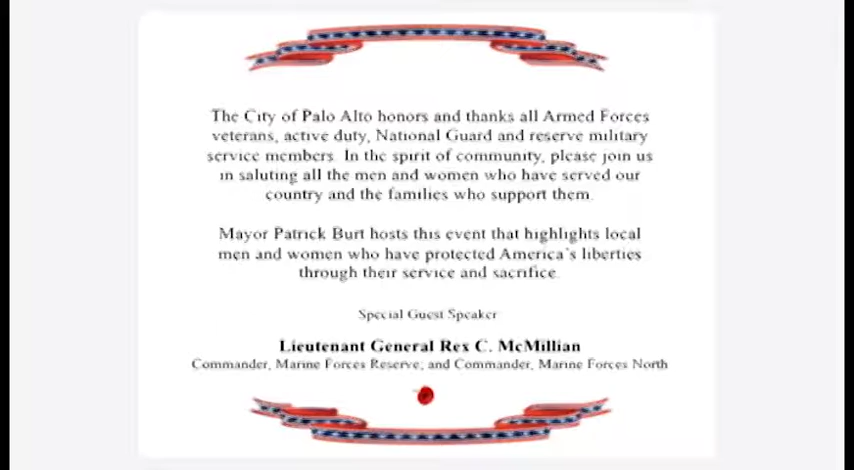 The City of Palo Alto honors and thanks all Armed Forces
veterans, active duty, National Guard and reserve military
service members. In the spirit of community, please join us
in saluting all the men and women who have served our
country and the families who support them.
Mayor Patrick Burt hosts this event that highlights local
men and women who have protected America's liberties
through their service and sacrifice.
Special Guest Speaker
Lieutenant General Rex C. McMillian
Commander, Marine Forces Reserve; and Commander, Marine Forces North